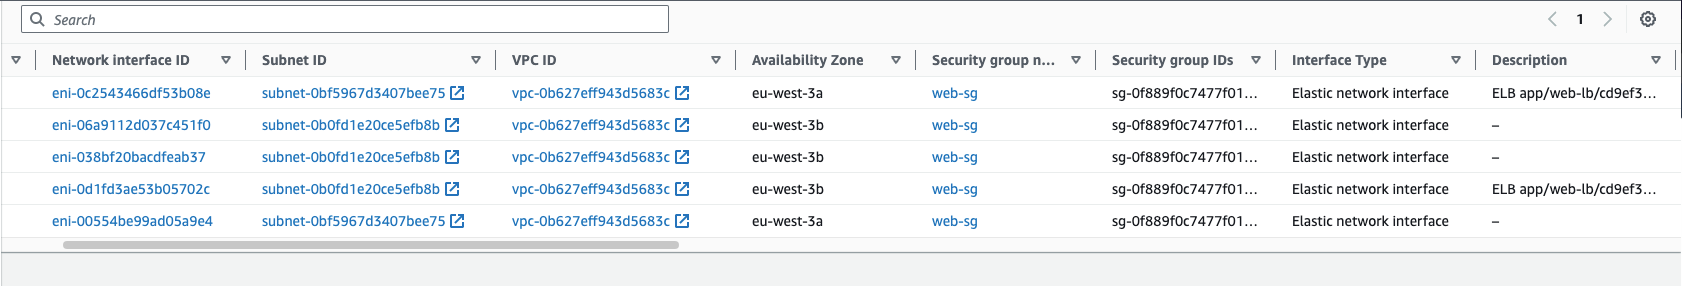 Search
1
Network interface ID Subnet ID VPC ID Availability Zone Security group n... Security group IDs Interface Type Description
eni-0c2543466df53b08e subnet-0bf5967d3407bee75 vpc-0b627eff943d5683c eu-west-3a web-sg sg-0f889f0c7477f01... Elastic network interface ELB app/web-lb/cd9ef3...
eni-06a9112d037c451f0 subnet-0b0fd1e20ce5efb8b vpc-0b627eff943d5683c eu-west-3b web-sg sg-0f889f0c7477f01... Elastic network interface –
eni-038bf20bacdfeab37 subnet-0b0fd1e20ce5efb8b vpc-0b627eff943d5683c eu-west-3b web-sg sg-0f889f0c7477f01... Elastic network interface –
eni-0d1fd3ae53b05702c subnet-0b0fd1e20ce5efb8b vpc-0b627eff943d5683c eu-west-3b web-sg sg-0f889f0c7477f01... Elastic network interface ELB app/web-lb/cd9ef3...
eni-00554be99ad05a9e4 subnet-0bf5967d3407bee75 vpc-0b627eff943d5683c eu-west-3a web-sg sg-0f889f0c7477f01... Elastic network interface –